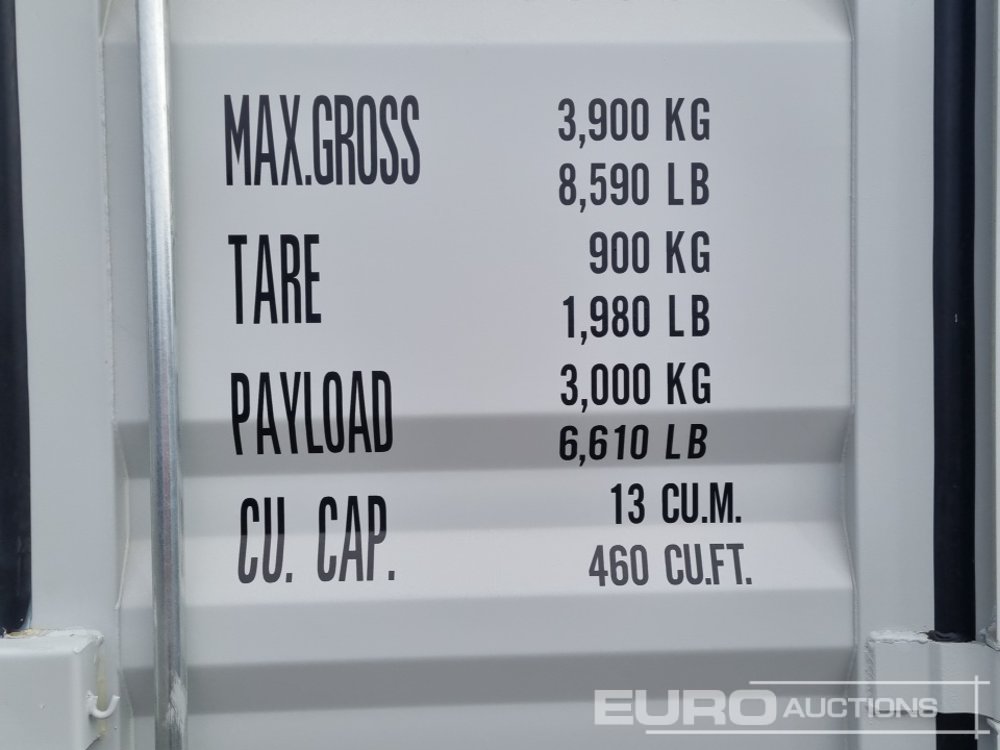 MAX.GROSS 3,900 KG
8,590 LB
TARE 900 KG
1,980 LB
PAYLOAD 3,000 KG
6,610 LB
CU. CAP. 13 CU.M.
460 CU.FT.
EURO AUCTIONS